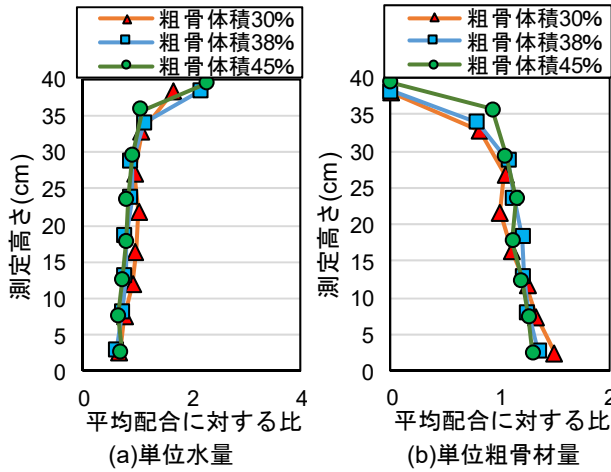 粗骨体積30%
粗骨体積38%
粗骨体積45%
測定高さ(cm)
40
35
30
25
20
15
10
5
0
0 2 4
平均配合に対する比
(a)単位水量
粗骨体積30%
粗骨体積38%
粗骨体積45%
測定高さ(cm)
40
35
30
25
20
15
10
5
0
0 1 2
平均配合に対する比
(b)単位粗骨材量